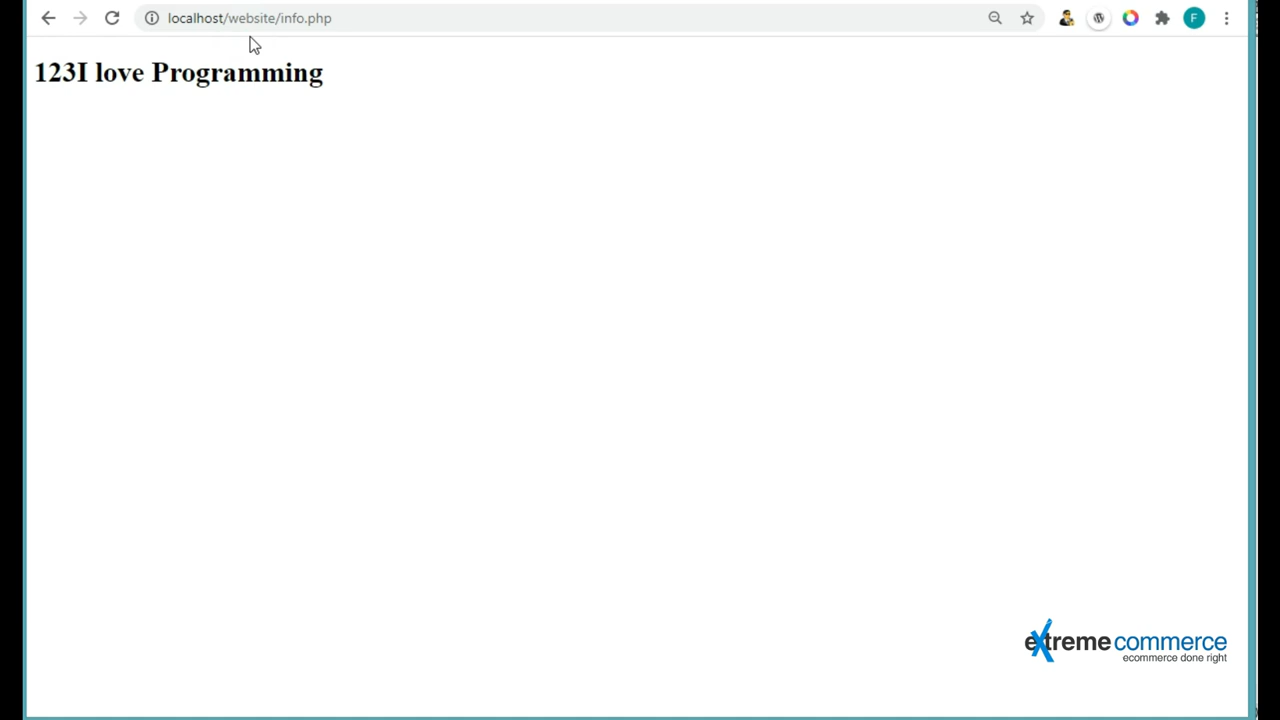 localhost/website/info.php
F
123I love Programming
extreme commerce
ecommerce done right